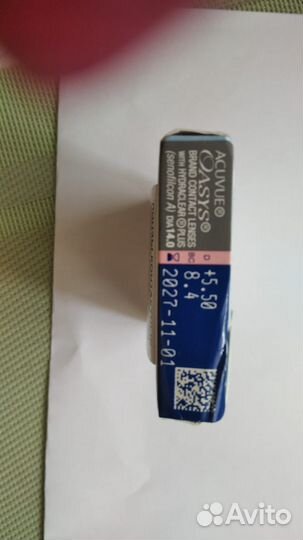 ACUVUE®
OASYS®
BRAND CONTACT LENSES
WITH HYDRACLEAR® PLUS
(senofilcon A) DIA 14.0
D +5.50
BC 8.4
2027-11-01
Avito